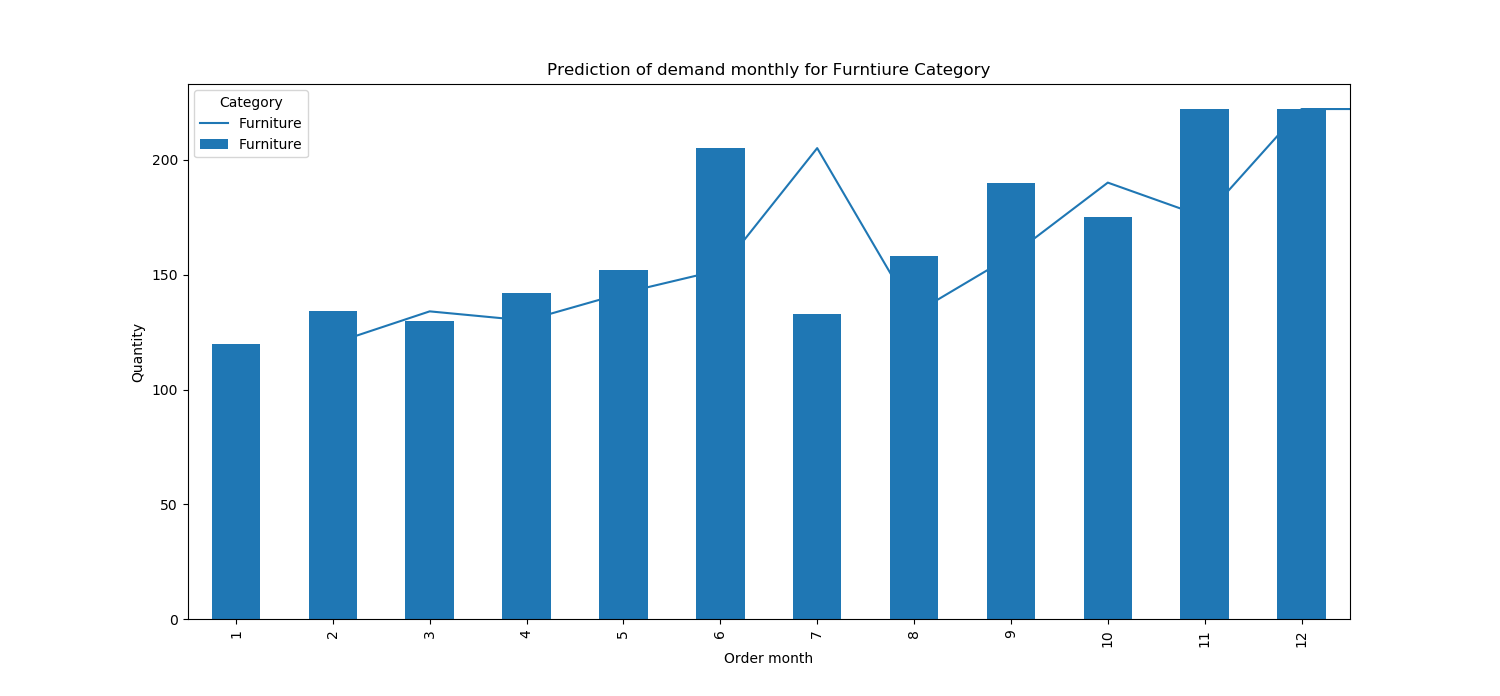 Prediction of demand monthly for Furntiure Category
Category
Furniture
Furniture
200
150
100
50
0
Quantity
1 2 3 4 5 6 7 8 9 10 11 12
Order month